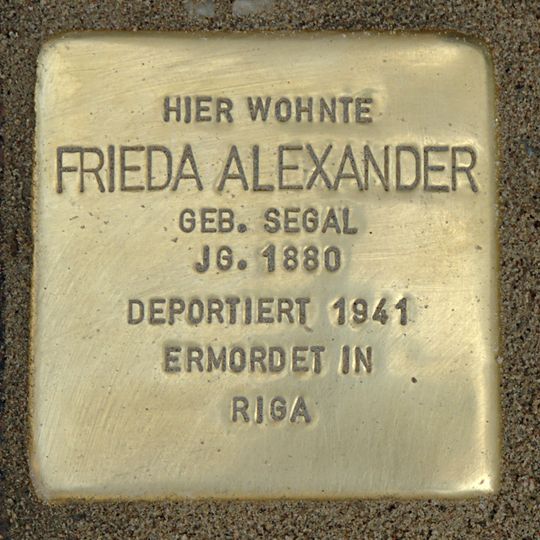 HIER WOHNTE
FRIEDA ALEXANDER
GEB. SEGAL
JG. 1880
DEPORTIERT 1941
ERMORDET IN
RIGA